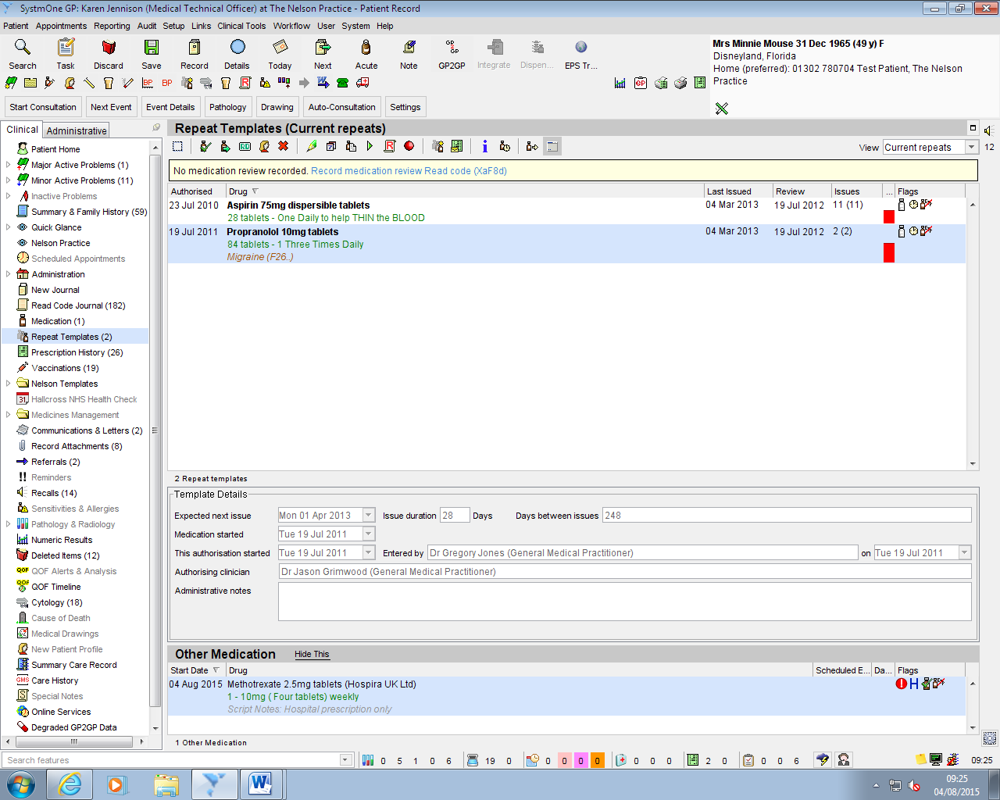 SystmOne GP: Karen Jennison (Medical Technical Officer) at The Nelson Practice - Patient Record
Patient Appointments Reporting Audit Setup Links Clinical Tools Workflow User System Help
Search Task Discard Save Record Details Today Next Acute Note GP2GP Integrate Dispen... EPS Tr...
Mrs Minnie Mouse 31 Dec 1965 (49 y) F
Disneyland, Florida
Home (preferred): 01302 780704 Test Patient, The Nelson
Practice
Start Consultation Next Event Event Details Pathology Drawing Auto-Consultation Settings
Clinical Administrative
Patient Home
Major Active Problems (1)
Minor Active Problems (11)
Inactive Problems
Summary & Family History (59)
Quick Glance
Nelson Practice
Scheduled Appointments
Administration
New Journal
Read Code Journal (182)
Medication (1)
Repeat Templates (2)
Prescription History (26)
Vaccinations (19)
Nelson Templates
Hallcross NHS Health Check
Medicines Management
Communications & Letters (2)
Record Attachments (8)
Referrals (2)
Reminders
Recalls (14)
Sensitivities & Allergies
Pathology & Radiology
Numeric Results
Deleted Items (12)
QOF Alerts & Analysis
QOF Timeline
Cytology (18)
Cause of Death
Medical Drawings
New Patient Profile
Summary Care Record
Care History
Special Notes
Online Services
Degraded GP2GP Data
Search features
Repeat Templates (Current repeats)
View Current repeats 12
No medication review recorded. Record medication review Read code (XaF8d)
Authorised Drug Last Issued Review Issues ... Flags
23 Jul 2010 Aspirin 75mg dispersible tablets 04 Mar 2013 19 Jul 2012 11 (11)
28 tablets - One Daily to help THIN the BLOOD
19 Jul 2011 Propranolol 10mg tablets 04 Mar 2013 19 Jul 2012 2 (2)
84 tablets - 1 Three Times Daily
Migraine (F26..)
2 Repeat templates
Template Details
Expected next issue Mon 01 Apr 2013 Issue duration 28 Days Days between issues 248
Medication started Tue 19 Jul 2011
This authorisation started Tue 19 Jul 2011 Entered by Dr Gregory Jones (General Medical Practitioner) on Tue 19 Jul 2011
Authorising clinician Dr Jason Grimwood (General Medical Practitioner)
Administrative notes
Other Medication Hide This
Start Date Drug Scheduled E... Da... Flags
04 Aug 2015 Methotrexate 2.5mg tablets (Hospira UK Ltd)
1 - 10mg ( Four tablets) weekly
Script Notes: Hospital prescription only
1 Other Medication
0 5 1 0 6 19 0 0 0 0 0 0 0 0 2 0 0 0 6 09:25
09:25
04/08/2015